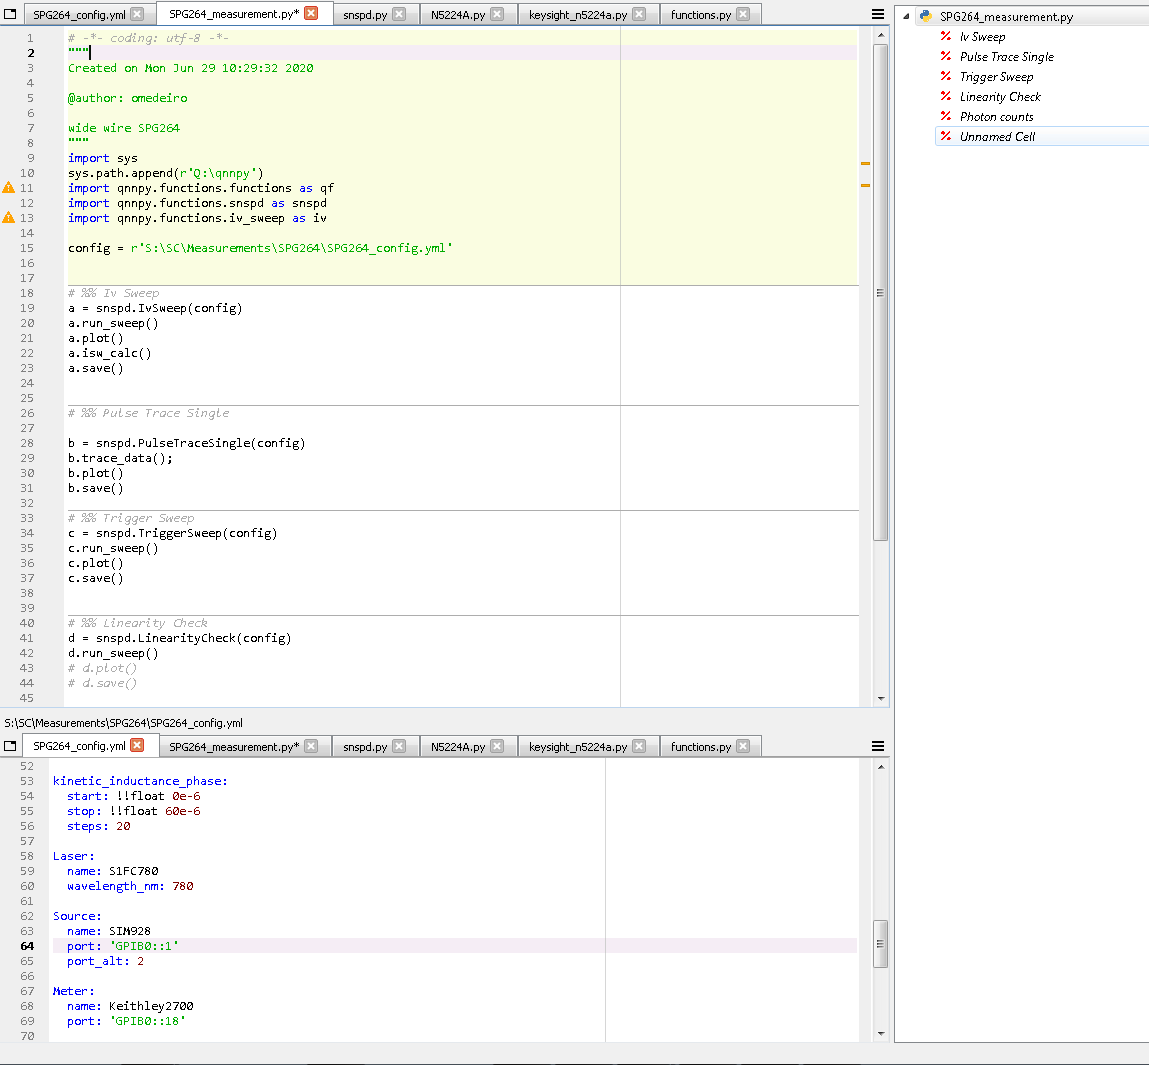 SPG264_config.yml SPG264_measurement.py* snspd.py N5224A.py keysight_n5224a.py functions.py
1 # -*- coding: utf-8 -*-
2 """
3 Created on Mon Jun 29 10:29:32 2020
4
5 @author: omedeiro
6
7 wide wire SPG264
8 """
9 import sys
10 sys.path.append(r'Q:\qnnpy')
11 import qnnpy.functions.functions as qf
12 import qnnpy.functions.snspd as snspd
13 import qnnpy.functions.iv_sweep as iv
14
15 config = r'S:\SC\Measurements\SPG264\SPG264_config.yml'
16
17
18 # %% Iv Sweep
19 a = snspd.IvSweep(config)
20 a.run_sweep()
21 a.plot()
22 a.isw_calc()
23 a.save()
24
25
26 # %% Pulse Trace Single
27
28 b = snspd.PulseTraceSingle(config)
29 b.trace_data();
30 b.plot()
31 b.save()
32
33 # %% Trigger Sweep
34 c = snspd.TriggerSweep(config)
35 c.run_sweep()
36 c.plot()
37 c.save()
38
39
40 # %% Linearity Check
41 d = snspd.LinearityCheck(config)
42 d.run_sweep()
43 # d.plot()
44 # d.save()
45
S:\SC\Measurements\SPG264\SPG264_config.yml
SPG264_config.yml SPG264_measurement.py* snspd.py N5224A.py keysight_n5224a.py functions.py
52
53 kinetic_inductance_phase:
54 start: !!float 0e-6
55 stop: !!float 60e-6
56 steps: 20
57
58 Laser:
59 name: S1FC780
60 wavelength_nm: 780
61
62 Source:
63 name: SIM928
64 port: 'GPIB0::1'
65 port_alt: 2
66
67 Meter:
68 name: Keithley2700
69 port: 'GPIB0::18'
70
SPG264_measurement.py
Iv Sweep
Pulse Trace Single
Trigger Sweep
Linearity Check
Photon counts
Unnamed Cell